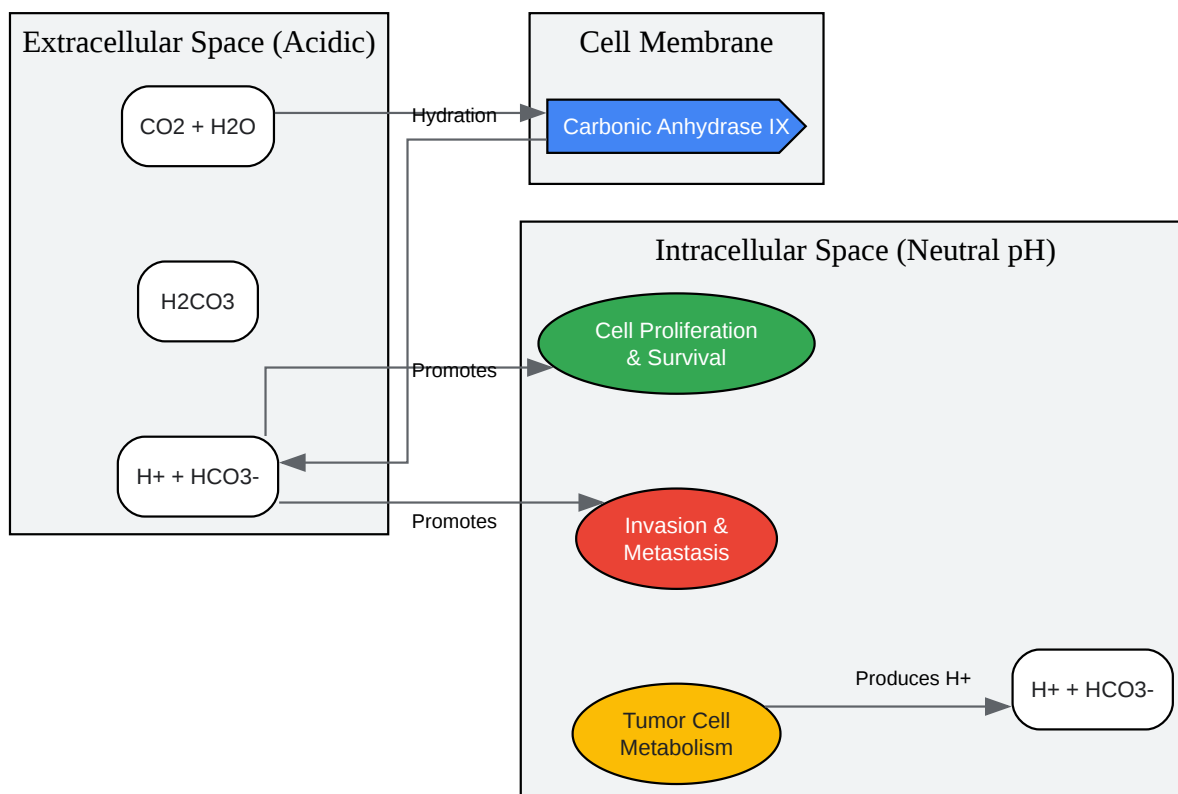 Extracellular Space (Acidic)
CO2 + H2O
H2CO3
H+ + HCO3-
Hydration
Cell Membrane
Carbonic Anhydrase IX
Promotes
Promotes
Intracellular Space (Neutral pH)
Cell Proliferation
& Survival
Invasion &
Metastasis
Tumor Cell
Metabolism
Produces H+
H+ + HCO3-